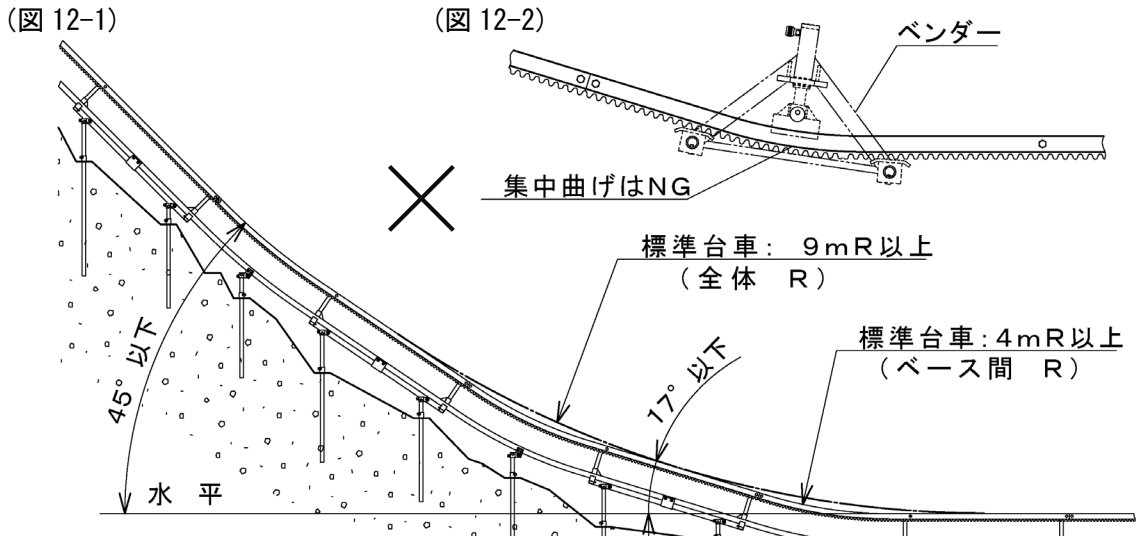 (図 12-1)
(図 12-2)
ベンダー
集中曲げはNG
標準台車: 9mR以上
(全体 R)
標準台車:4mR以上
(ベース間 R)
17° 以下
45° 以下
水 平